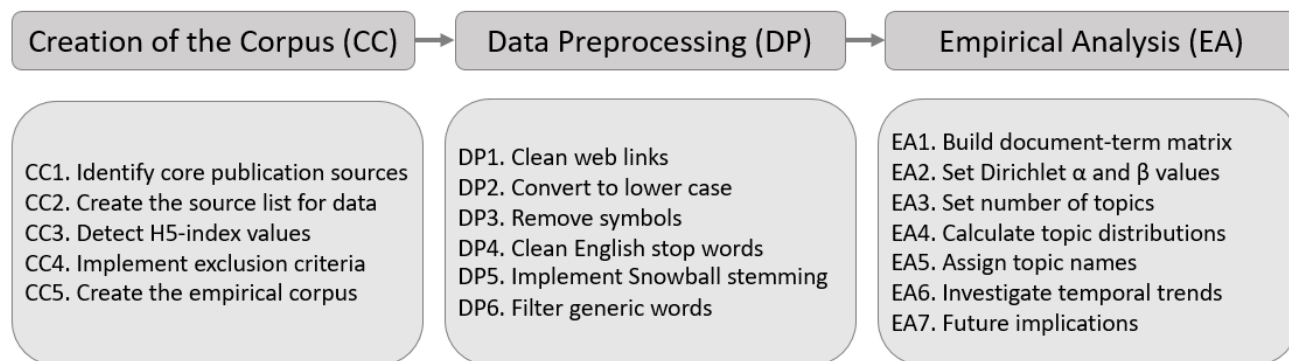 Creation of the Corpus (CC)
Data Preprocessing (DP)
Empirical Analysis (EA)
CC1. Identify core publication sources
CC2. Create the source list for data
CC3. Detect H5-index values
CC4. Implement exclusion criteria
CC5. Create the empirical corpus
DP1. Clean web links
DP2. Convert to lower case
DP3. Remove symbols
DP4. Clean English stop words
DP5. Implement Snowball stemming
DP6. Filter generic words
EA1. Build document-term matrix
EA2. Set Dirichlet α and β values
EA3. Set number of topics
EA4. Calculate topic distributions
EA5. Assign topic names
EA6. Investigate temporal trends
EA7. Future implications